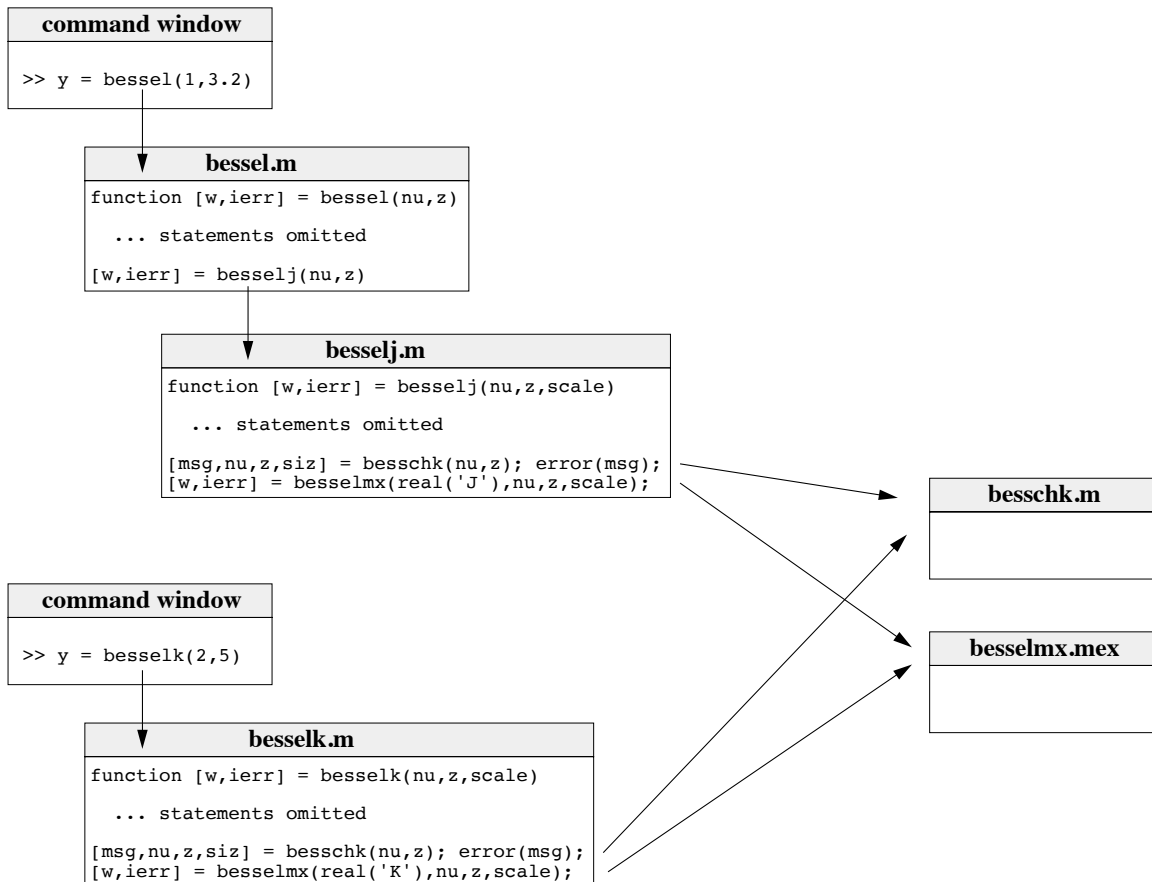 command window
>> y = bessel(1,3.2)
bessel.m
function [w,ierr] = bessel(nu,z)
... statements omitted
[w,ierr] = besselj(nu,z)
besselj.m
function [w,ierr] = besselj(nu,z,scale)
... statements omitted
[msg,nu,z,siz] = besschk(nu,z); error(msg);
[w,ierr] = besselmx(real('J'),nu,z,scale);
besschk.m
command window
>> y = besselk(2,5)
besselmx.mex
besselk.m
function [w,ierr] = besselk(nu,z,scale)
... statements omitted
[msg,nu,z,siz] = besschk(nu,z); error(msg);
[w,ierr] = besselmx(real('K'),nu,z,scale);